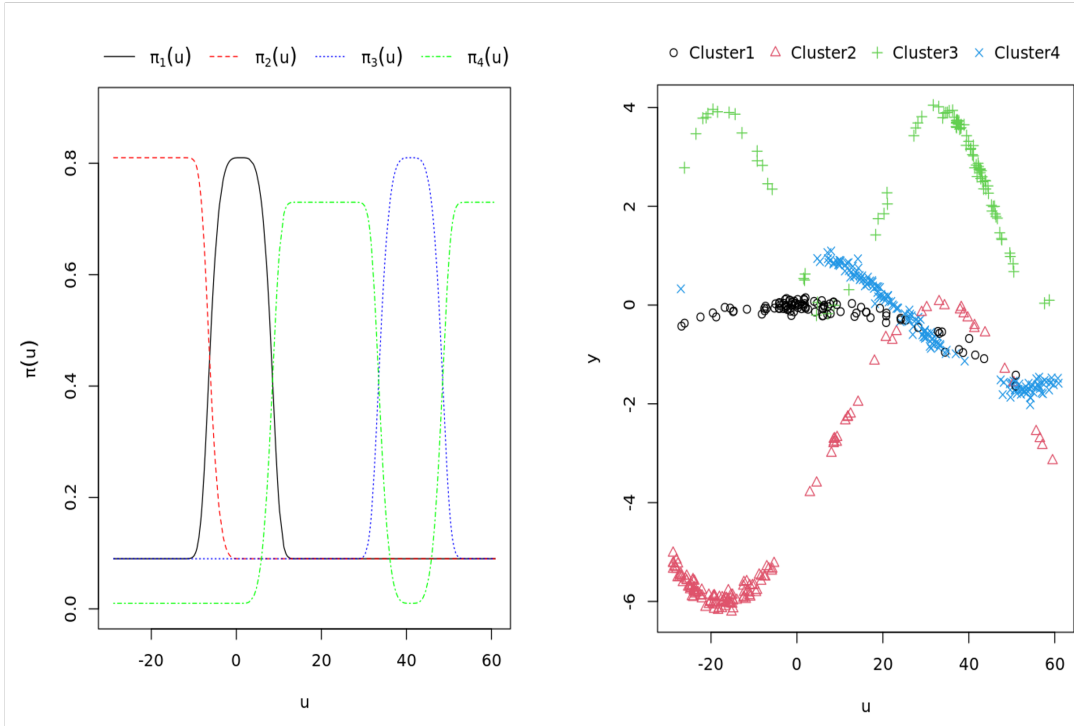 π₁(u) π₂(u) π₃(u) π₄(u)
π(u)
0.8
0.6
0.4
0.2
0.0
-20 0 20 40 60
u
Cluster1 Cluster2 Cluster3 Cluster4
y
4
2
0
-2
-4
-6
-20 0 20 40 60
u